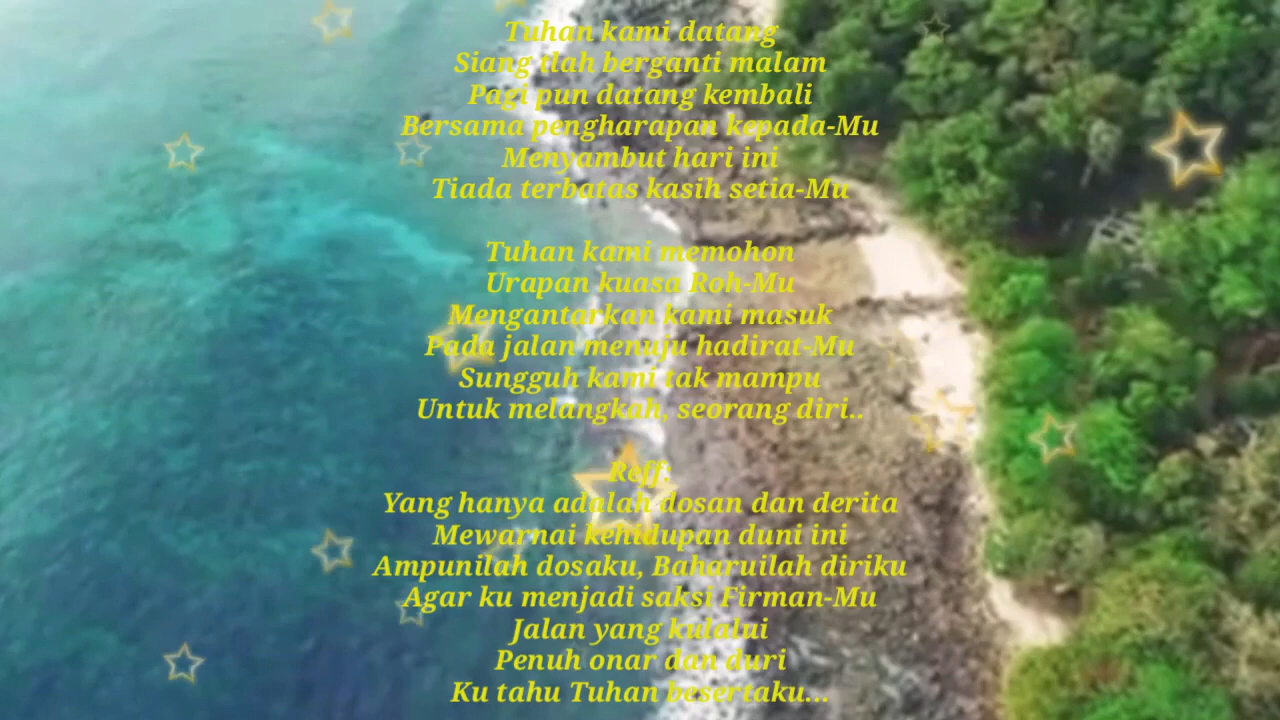 Tuhan kami datang
Siang tlah berganti malam
Pagi pun datang kembali
Bersama pengharapan kepada-Mu
Menyambut hari ini
Tiada terbatas kasih setia-Mu
Tuhan kami memohon
Urapan kuasa Roh-Mu
Mengantarkan kami masuk
Pada jalan menuju hadirat-Mu
Sungguh kami tak mampu
Untuk melangkah, seorang diri..
Reff:
Yang hanya adalah dosan dan derita
Mewarnai kehidupan duni ini
Ampunilah dosaku, Baharuilah diriku
Agar ku menjadi saksi Firman-Mu
Jalan yang kulalui
Penuh onar dan duri
Ku tahu Tuhan besertaku...